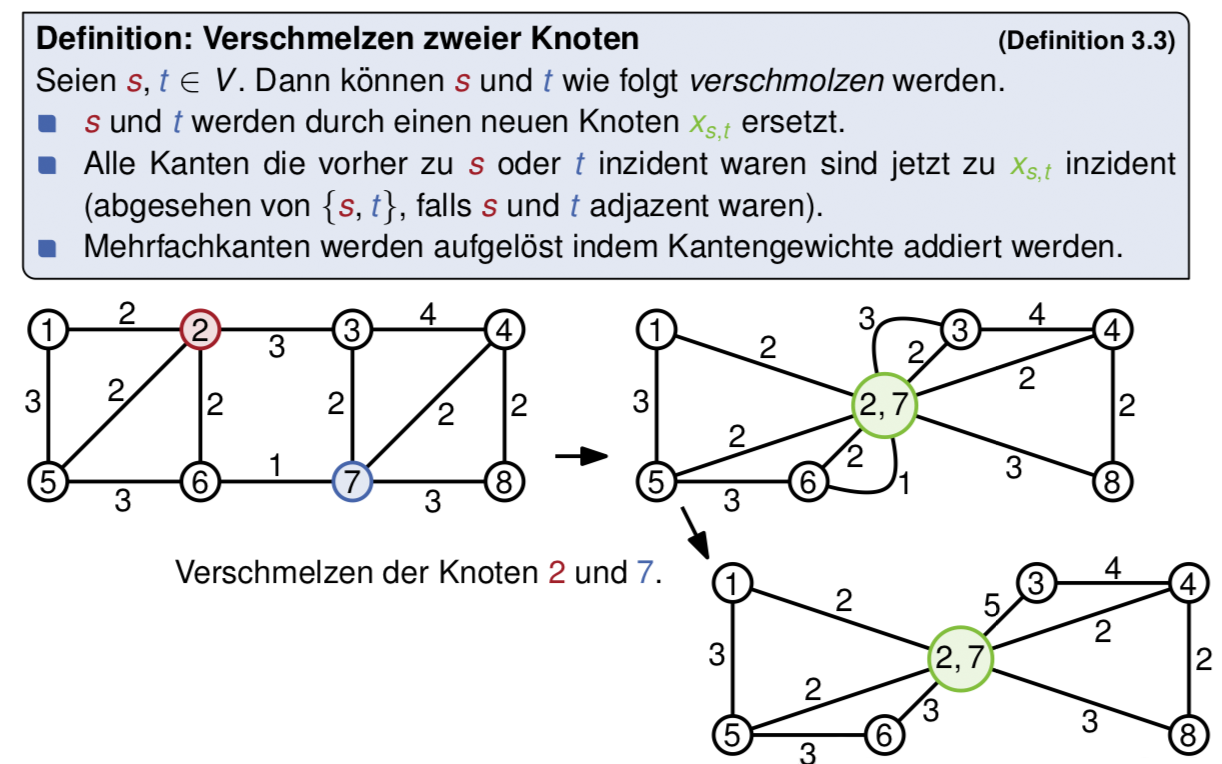 Definition: Verschmelzen zweier Knoten (Definition 3.3)
Seien s, t ∈ V. Dann können s und t wie folgt verschmolzen werden.
s und t werden durch einen neuen Knoten x_{s,t} ersetzt.
Alle Kanten die vorher zu s oder t inzident waren sind jetzt zu x_{s,t} inzident
(abgesehen von {s, t}, falls s und t adjazent waren).
Mehrfachkanten werden aufgelöst indem Kantengewichte addiert werden.
1 2 2 3 3 4 4
3 2 2 2 2 2
5 3 6 1 7 3 8
1 2 3 2 3 4 4
3 2, 7 2 2
5 2 3 6 2 1 3 8
Verschmelzen der Knoten 2 und 7.
1 2 5 3 4 4
3 2, 7 2 2
5 2 3 6 3 3 8